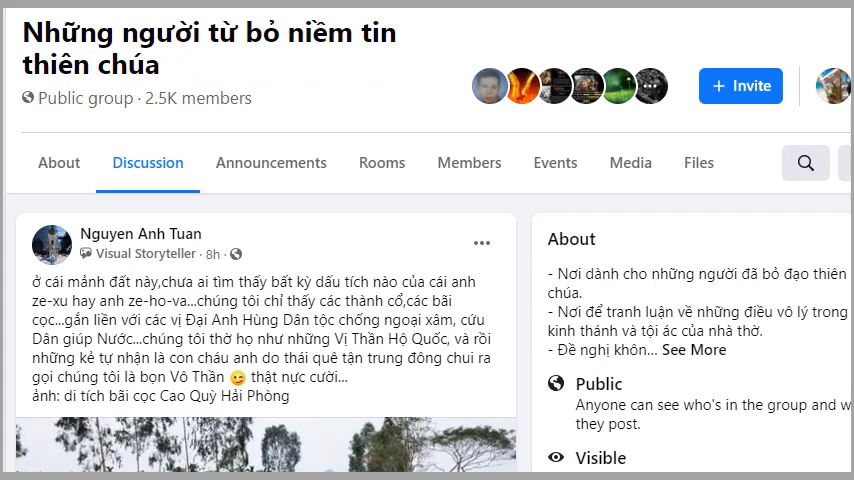 Những người từ bỏ niềm tin
thiên chúa
Public group · 2.5K members
+ Invite
About
Discussion
Announcements
Rooms
Members
Events
Media
Files
Nguyen Anh Tuan
Visual Storyteller · 8h ·
ở cái mảnh đất này,chưa ai tìm thấy bất kỳ dấu tích nào của cái anh
ze-xu hay anh ze-ho-va...chúng tôi chỉ thấy các thành cổ,các bãi
cọc...gắn liền với các vị Đại Anh Hùng Dân tộc chống ngoại xâm, cứu
Dân giúp Nước...chúng tôi thờ họ như những Vị Thần Hộ Quốc, và rồi
những kẻ tự nhận là con cháu anh do thái quê tận trung đông chui ra
gọi chúng tôi là bọn Vô Thần 😜 thật nực cười...
ảnh: di tích bãi cọc Cao Quỳ Hải Phòng
About
- Nơi dành cho những người đã bỏ đạo thiên
chúa.
- Nơi để tranh luận về những điều vô lý trong
kinh thánh và tội ác của nhà thờ.
- Đề nghị khôn... See More
Public
Anyone can see who's in the group and w
they post.
Visible